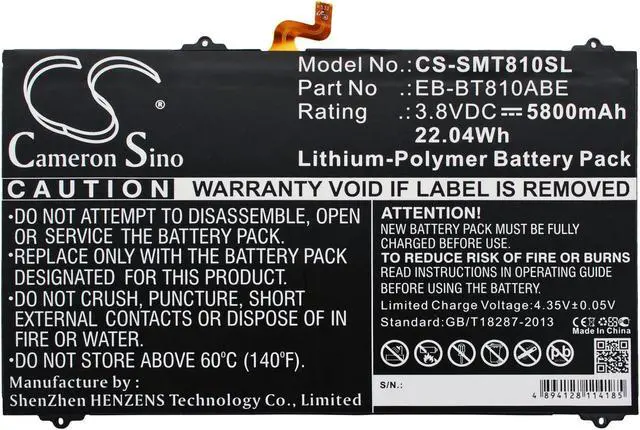 Cameron Sino
Model No.: CS-SMT810SL
Part No : EB-BT810ABE
Rating : 3.8VDC 5800mAh
22.04Wh
Lithium-Polymer Battery Pack
CAUTION
WARRANTY VOID IF LABEL IS REMOVED
•DO NOT ATTEMPT TO DISASSEMBLE, OPEN
OR SERVICE THE BATTERY PACK.
•REPLACE ONLY WITH THE BATTERY PACK
DESIGNATED FOR THIS PRODUCT.
•DO NOT CRUSH, PUNCTURE, SHORT
EXTERNAL CONTACTS OR DISPOSE OF IN
FIRE OR WATER.
•DO NOT STORE ABOVE 60°C (140°F).
Manufacture by :
ShenZhen HENZENS Technology Co., Limited
ATTENTION!
NEW BATTERY PACK MUST BE FULLY
CHARGED BEFORE USE.
TO REDUCE RISK OF FIRE OR BURNS
READ INSTRUCTIONS IN DEVICE/EQUIPMENT
MANUAL BEFORE USE.
Limited Charge Voltage: 4.35V±0.05V
Standard:GB/T18287-2013
Made In China
S/N:
4 894128 114185